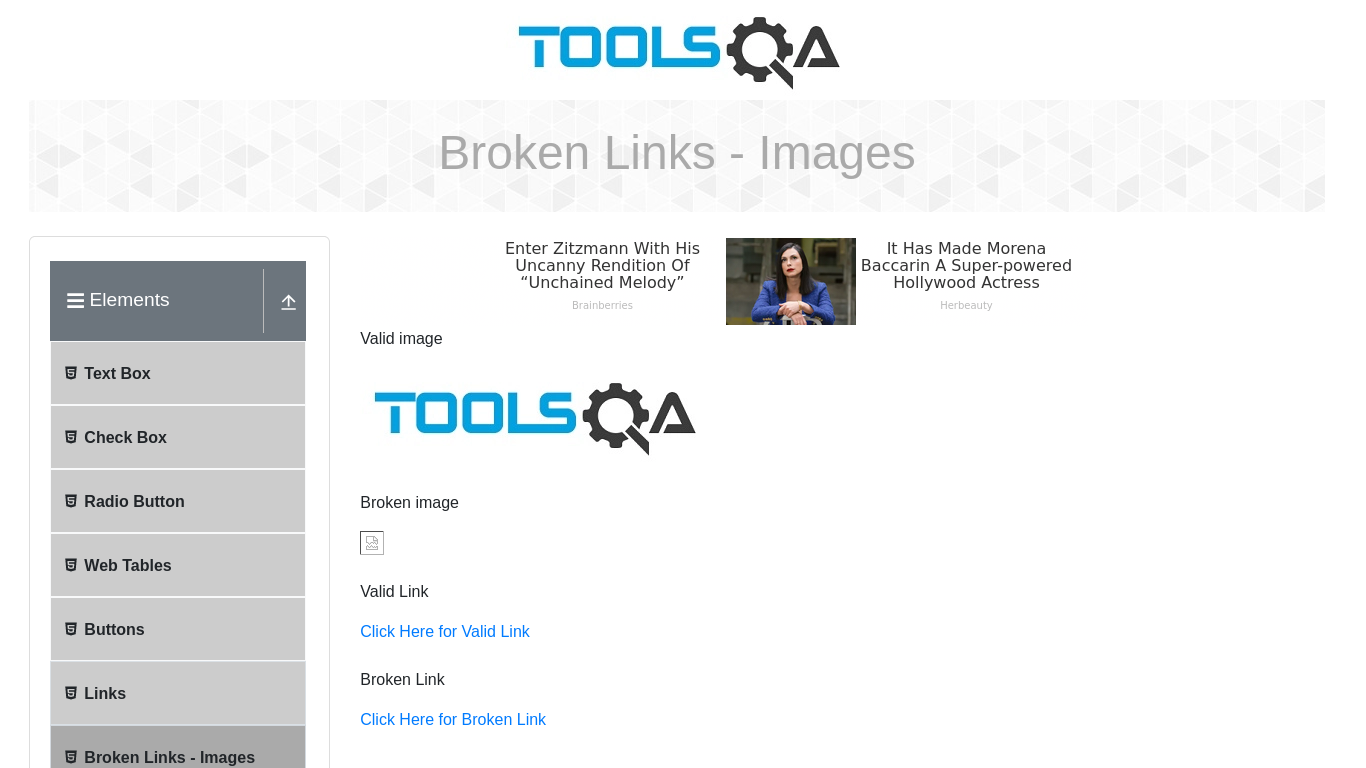 TOOLSQA
Broken Links - Images
Elements
Text Box
Check Box
Radio Button
Web Tables
Buttons
Links
Broken Links - Images
Enter Zitzmann With His
Uncanny Rendition Of
“Unchained Melody”
Brainberries
It Has Made Morena
Baccarin A Super-powered
Hollywood Actress
Herbeauty
Valid image
TOOLSQA
Broken image
Valid Link
Click Here for Valid Link
Broken Link
Click Here for Broken Link